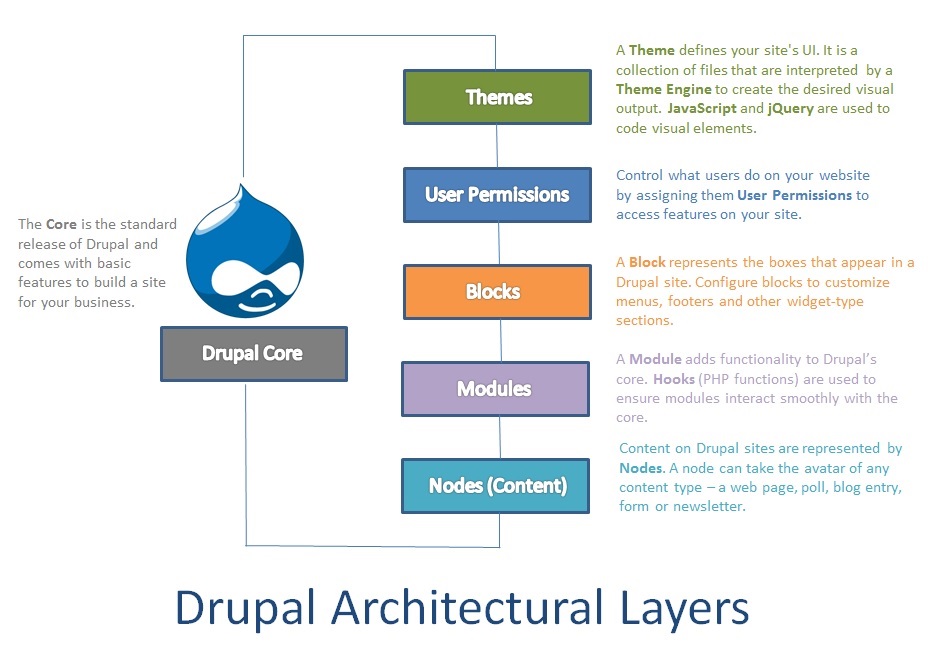 Themes
A Theme defines your site's UI. It is a
collection of files that are interpreted by a
Theme Engine to create the desired visual
output. JavaScript and jQuery are used to
code visual elements.
User Permissions
Control what users do on your website
by assigning them User Permissions to
access features on your site.
The Core is the standard
release of Drupal and
comes with basic
features to build a site
for your business.
Drupal Core
Blocks
A Block represents the boxes that appear in a
Drupal site. Configure blocks to customize
menus, footers and other widget-type
sections.
Modules
A Module adds functionality to Drupal’s
core. Hooks (PHP functions) are used to
ensure modules interact smoothly with the
core.
Nodes (Content)
Content on Drupal sites are represented by
Nodes. A node can take the avatar of any
content type – a web page, poll, blog entry,
form or newsletter.
Drupal Architectural Layers